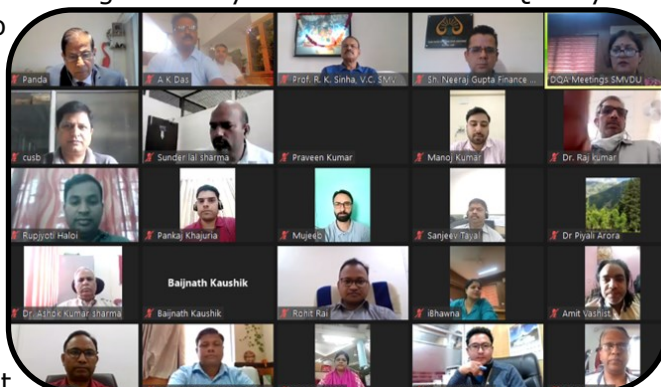 Panda
A K Das
Prof. R. K. Sinha, V.C. SMV
Sh. Neeraj Gupta Finance ...
DQA Meetings SMVDU
cusb
Sunder lal sharma
Praveen Kumar
Manoj Kumar
Dr. Raj kumar
Rupjyoti Haloi
Pankaj Khajuria
Mujeeb
Sanjeev Tayal
Dr Piyali Arora
Dr. Ashok Kumar sharma
Baijnath Kaushik
Baijnath Kaushik
Rohit Rai
iBhawna
Amit Vashist